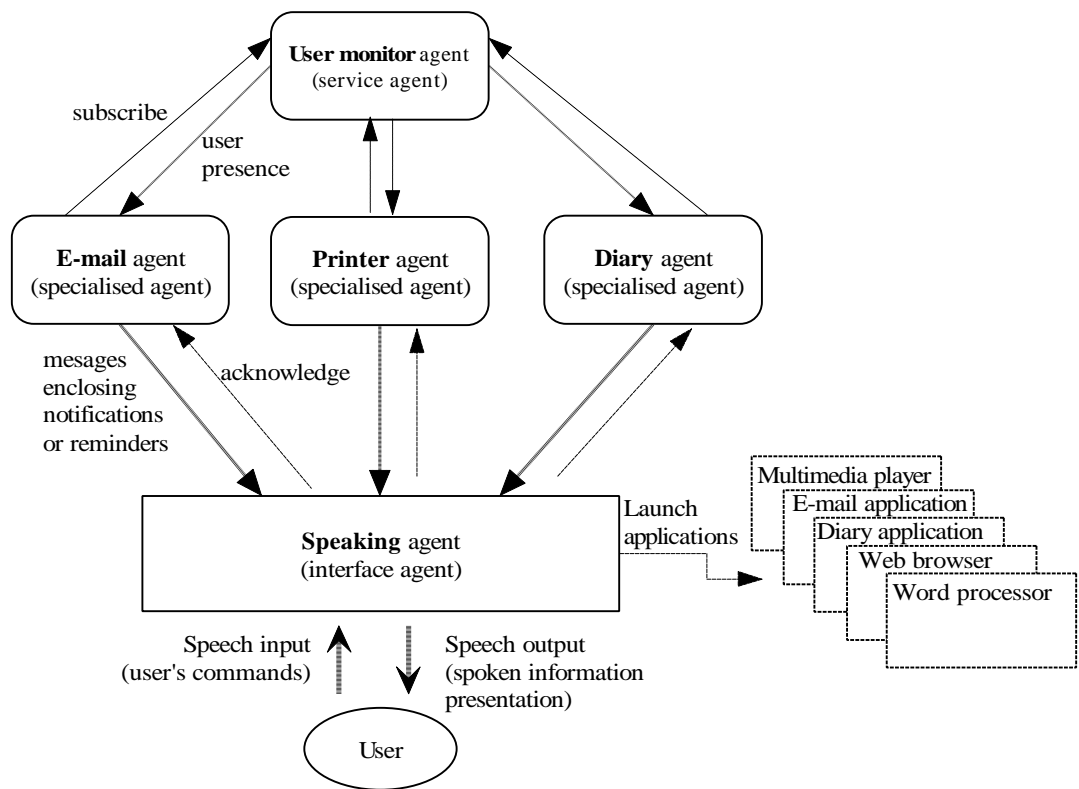 User monitor agent
(service agent)
subscribe
user
presence
E-mail agent
(specialised agent)
Printer agent
(specialised agent)
Diary agent
(specialised agent)
mesages
enclosing
notifications
or reminders
acknowledge
Speaking agent
(interface agent)
Launch
applications
Multimedia player
E-mail application
Diary application
Web browser
Word processor
Speech input
(user's commands)
Speech output
(spoken information
presentation)
User